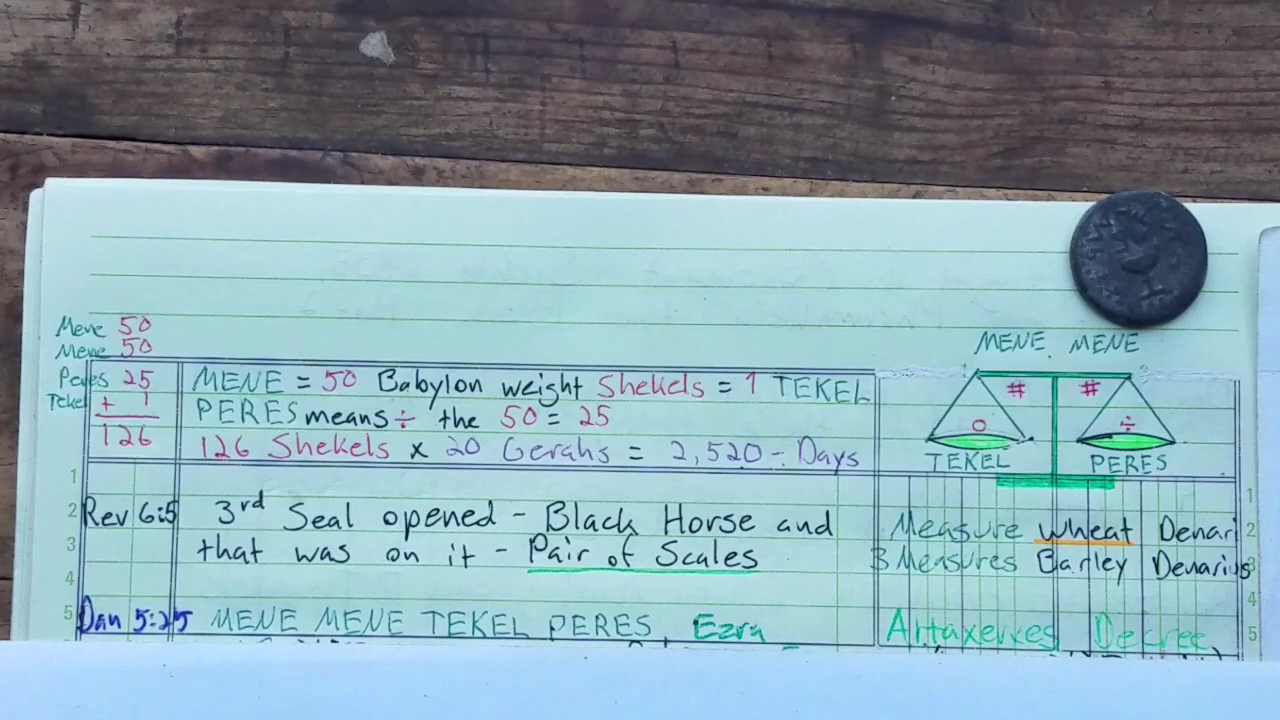 MENE MENE
Mene 50
Mene 50
Peres 25
Tekel + 1
126
MENE = 50 Babylon weight Shekels = 1 TEKEL
PERES means ÷ the 50 = 25
126 Shekels x 20 Gerahs = 2,520 - Days
# #
0 ÷
TEKEL PERES
1 1
2 Rev 6:5 3rd Seal opened - Black Horse and Measure wheat Denari 2
3 that was on it - Pair of Scales 3 Measures Barley Denarius 3
4 4
5 Dan 5:25 MENE MENE TEKEL PERES Ezra Artaxerxes Decree 5